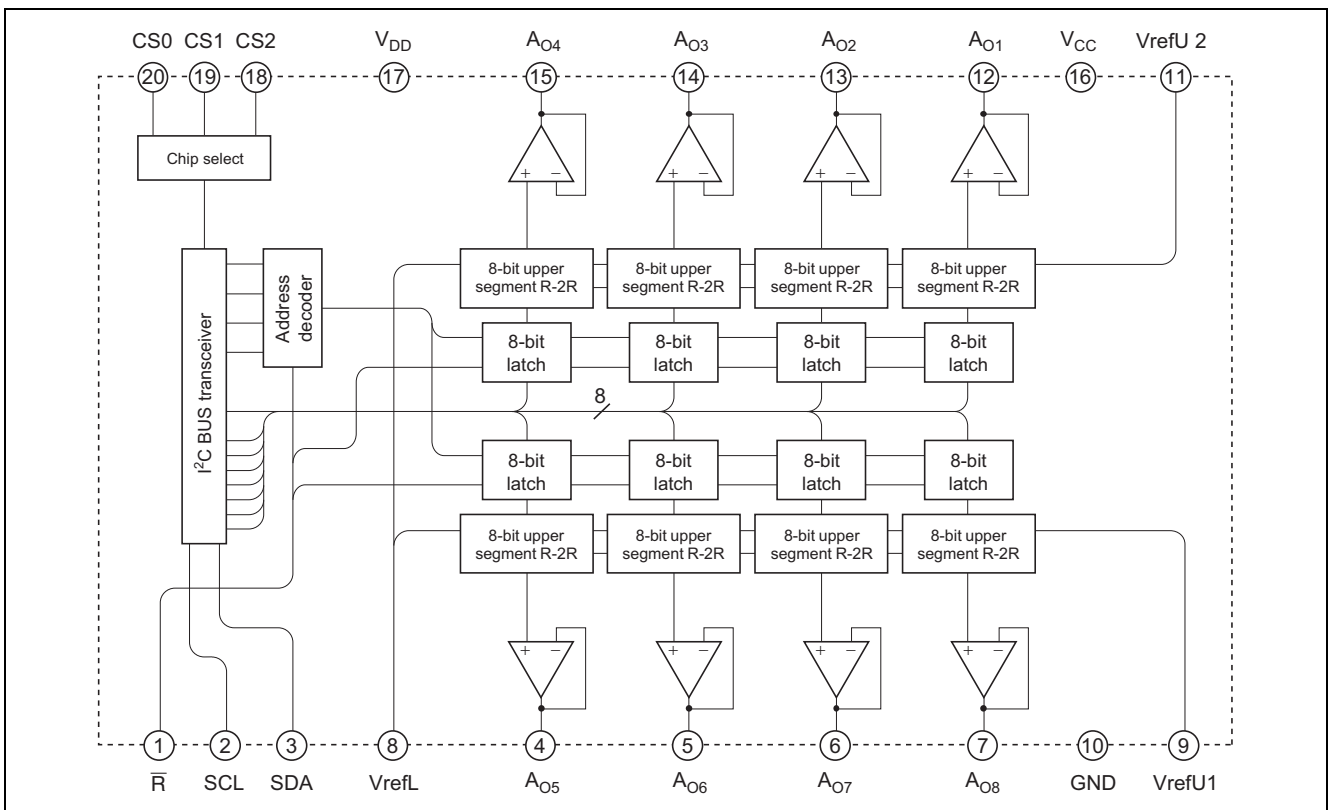 CS0 CS1 CS2 VDD AO4 AO3 AO2 AO1 VCC VrefU 2
20 19 18 17 15 14 13 12 16 11
Chip select
+ − + − + − + −
I2C BUS transceiver
Address
decoder
8-bit upper
segment R-2R
8-bit upper
segment R-2R
8-bit upper
segment R-2R
8-bit upper
segment R-2R
8-bit
latch
8-bit
latch
8-bit
latch
8-bit
latch
8
8-bit
latch
8-bit
latch
8-bit
latch
8-bit
latch
8-bit upper
segment R-2R
8-bit upper
segment R-2R
8-bit upper
segment R-2R
8-bit upper
segment R-2R
+ − + − + − + −
1 2 3 8 4 5 6 7 10 9
R̅ SCL SDA VrefL AO5 AO6 AO7 AO8 GND VrefU1